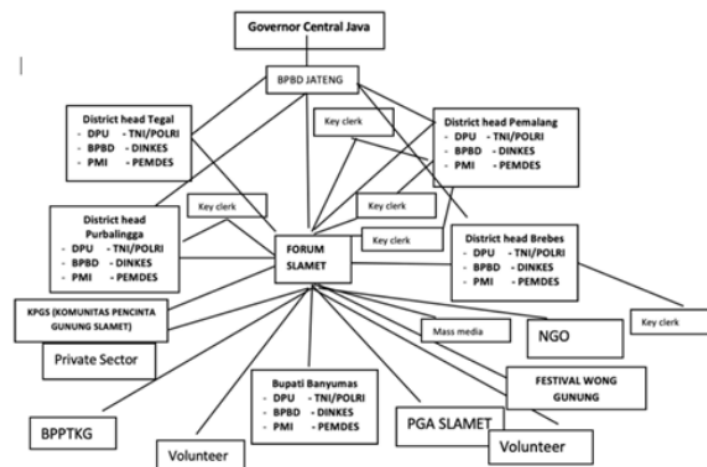 Governor Central Java
BPBD JATENG
District head Tegal
- DPU - TNI/POLRI
- BPBD - DINKES
- PMI - PEMDES
Key clerk
District head Pemalang
- DPU - TNI/POLRI
- BPBD - DINKES
- PMI - PEMDES
Key clerk
Key clerk
District head
Purbalingga
- DPU - TNI/POLRI
- BPBD - DINKES
- PMI - PEMDES
FORUM
SLAMET
Key clerk
District head Brebes
- DPU - TNI/POLRI
- BPBD - DINKES
- PMI - PEMDES
KPGS (KOMUNITAS PENCINTA
GUNUNG SLAMET)
Key clerk
Mass media
NGO
Private Sector
Bupati Banyumas
- DPU - TNI/POLRI
- BPBD - DINKES
- PMI - PEMDES
FESTIVAL WONG
GUNUNG
BPPTKG
PGA SLAMET
Volunteer
Volunteer